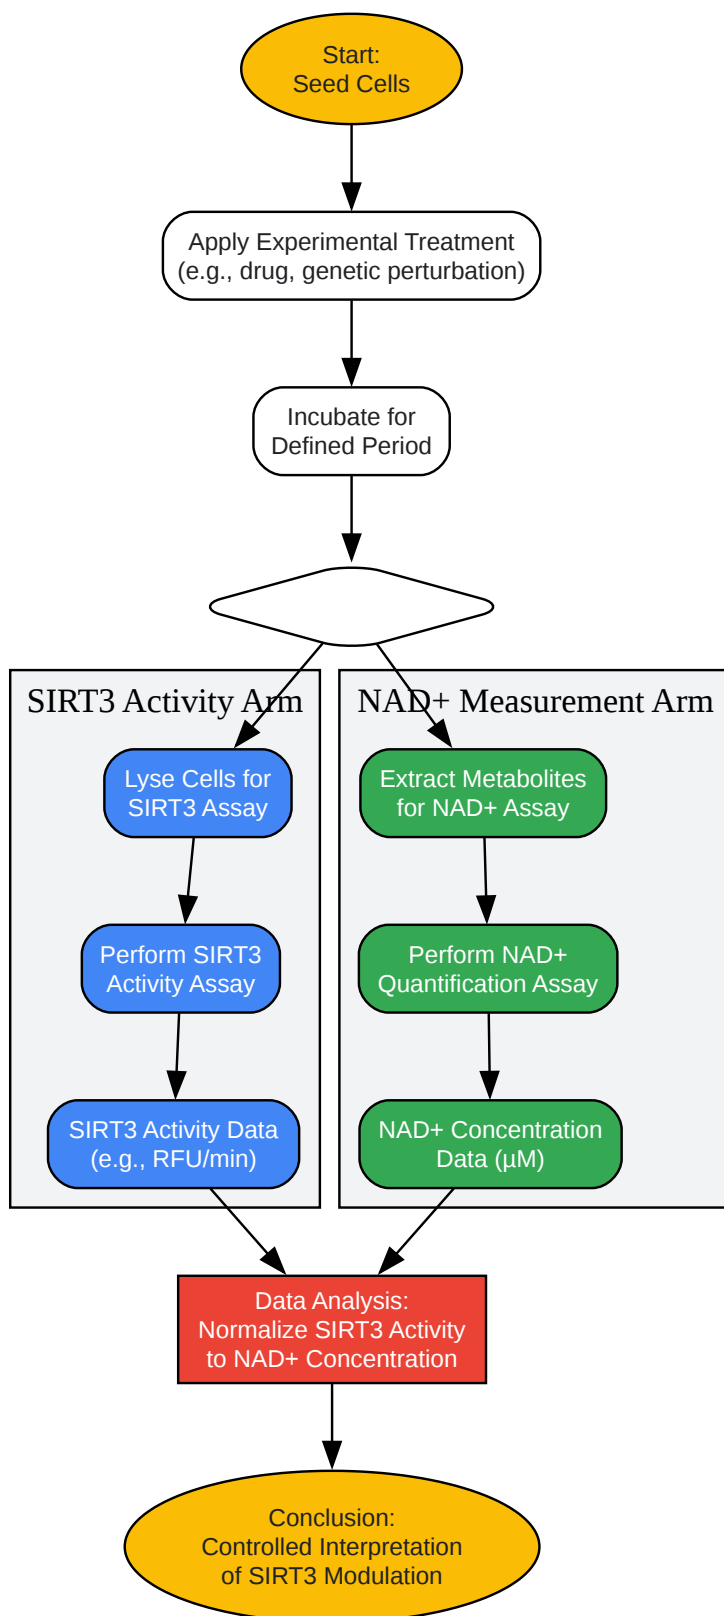 Start:
Seed Cells
Apply Experimental Treatment
(e.g., drug, genetic perturbation)
Incubate for
Defined Period
SIRT3 Activity Arm
Lyse Cells for
SIRT3 Assay
Perform SIRT3
Activity Assay
SIRT3 Activity Data
(e.g., RFU/min)
NAD+ Measurement Arm
Extract Metabolites
for NAD+ Assay
Perform NAD+
Quantification Assay
NAD+ Concentration
Data (µM)
Data Analysis:
Normalize SIRT3 Activity
to NAD+ Concentration
Conclusion:
Controlled Interpretation
of SIRT3 Modulation